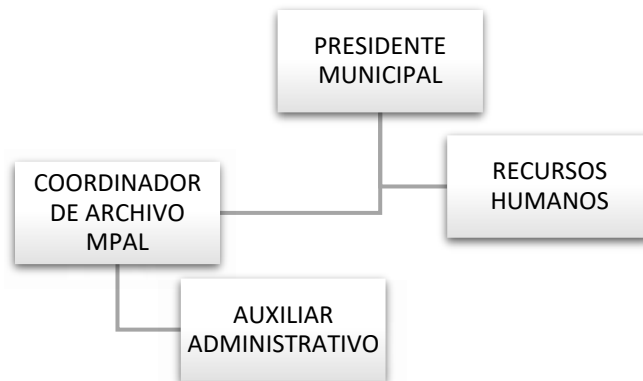 PRESIDENTE
MUNICIPAL
RECURSOS
HUMANOS
COORDINADOR
DE ARCHIVO
MPAL
AUXILIAR
ADMINISTRATIVO